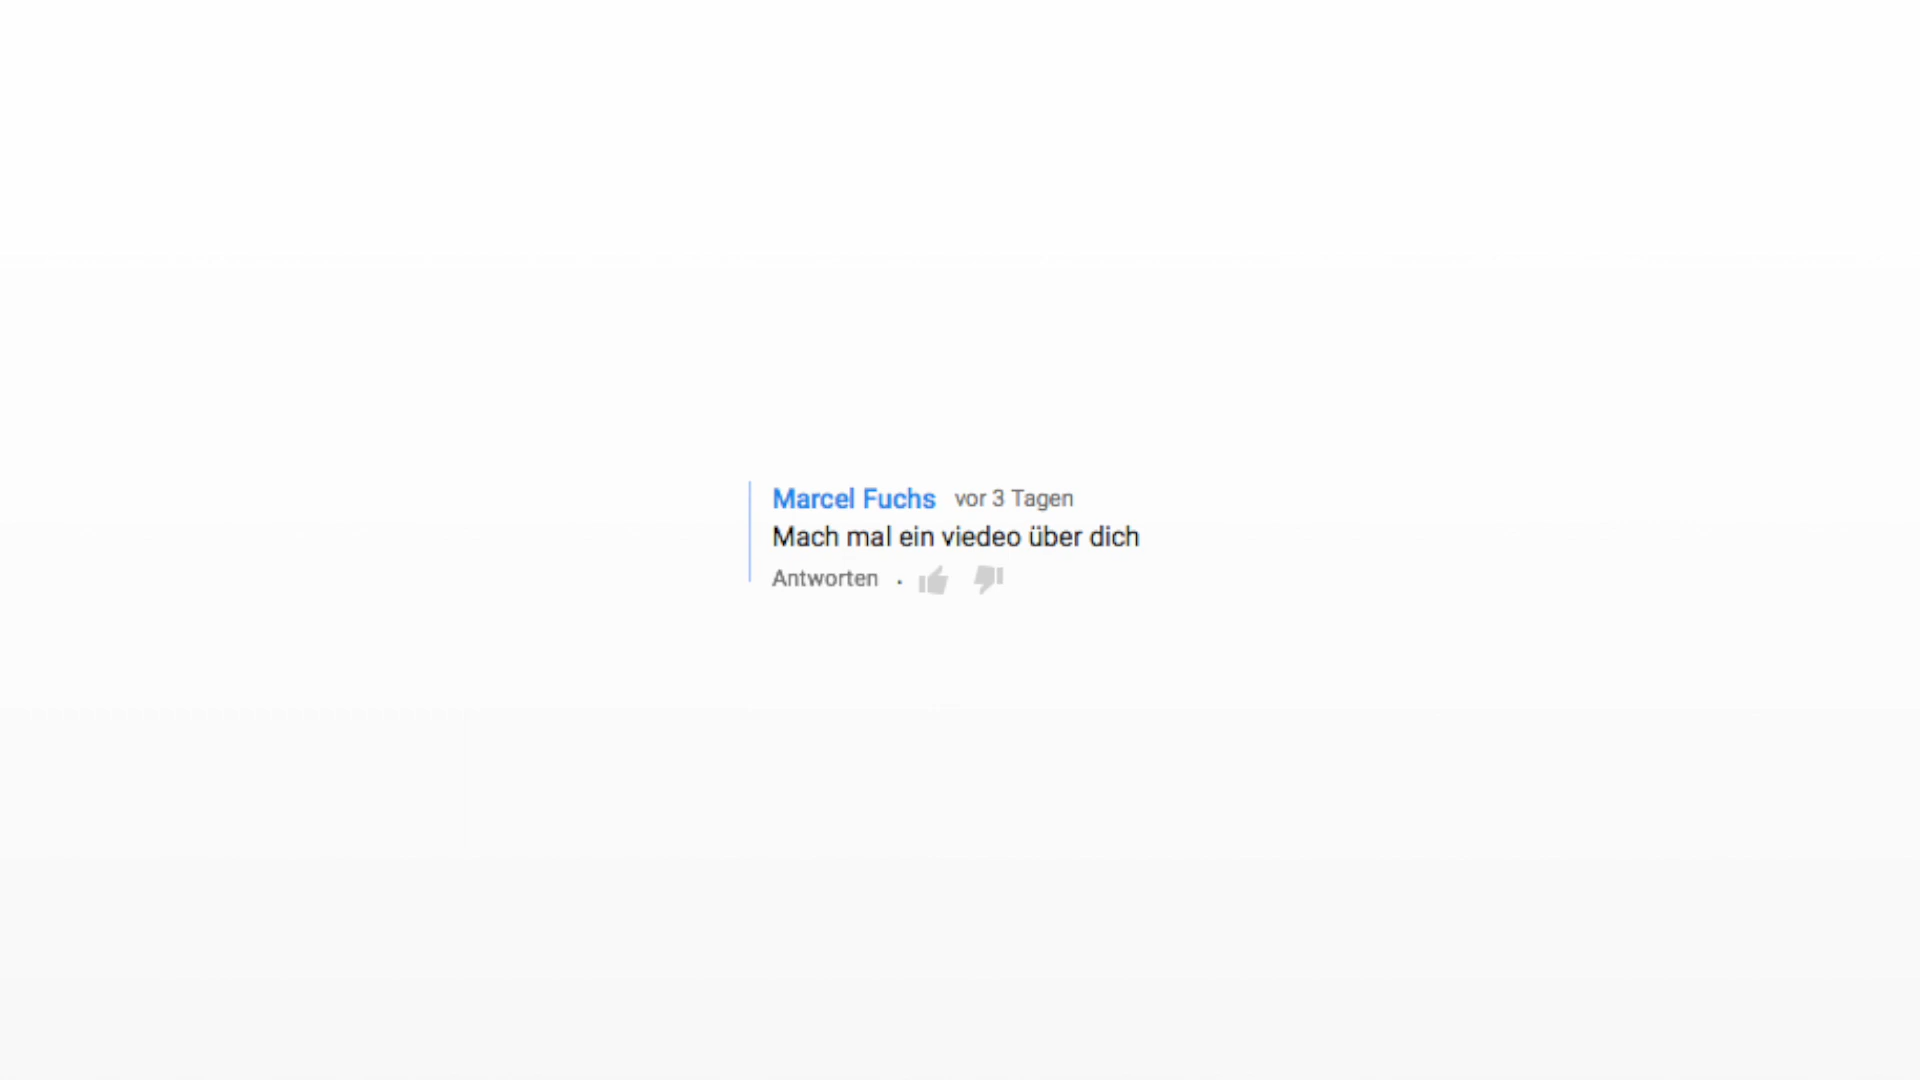 Marcel Fuchs vor 3 Tagen
Mach mal ein viedeo über dich
Antworten .